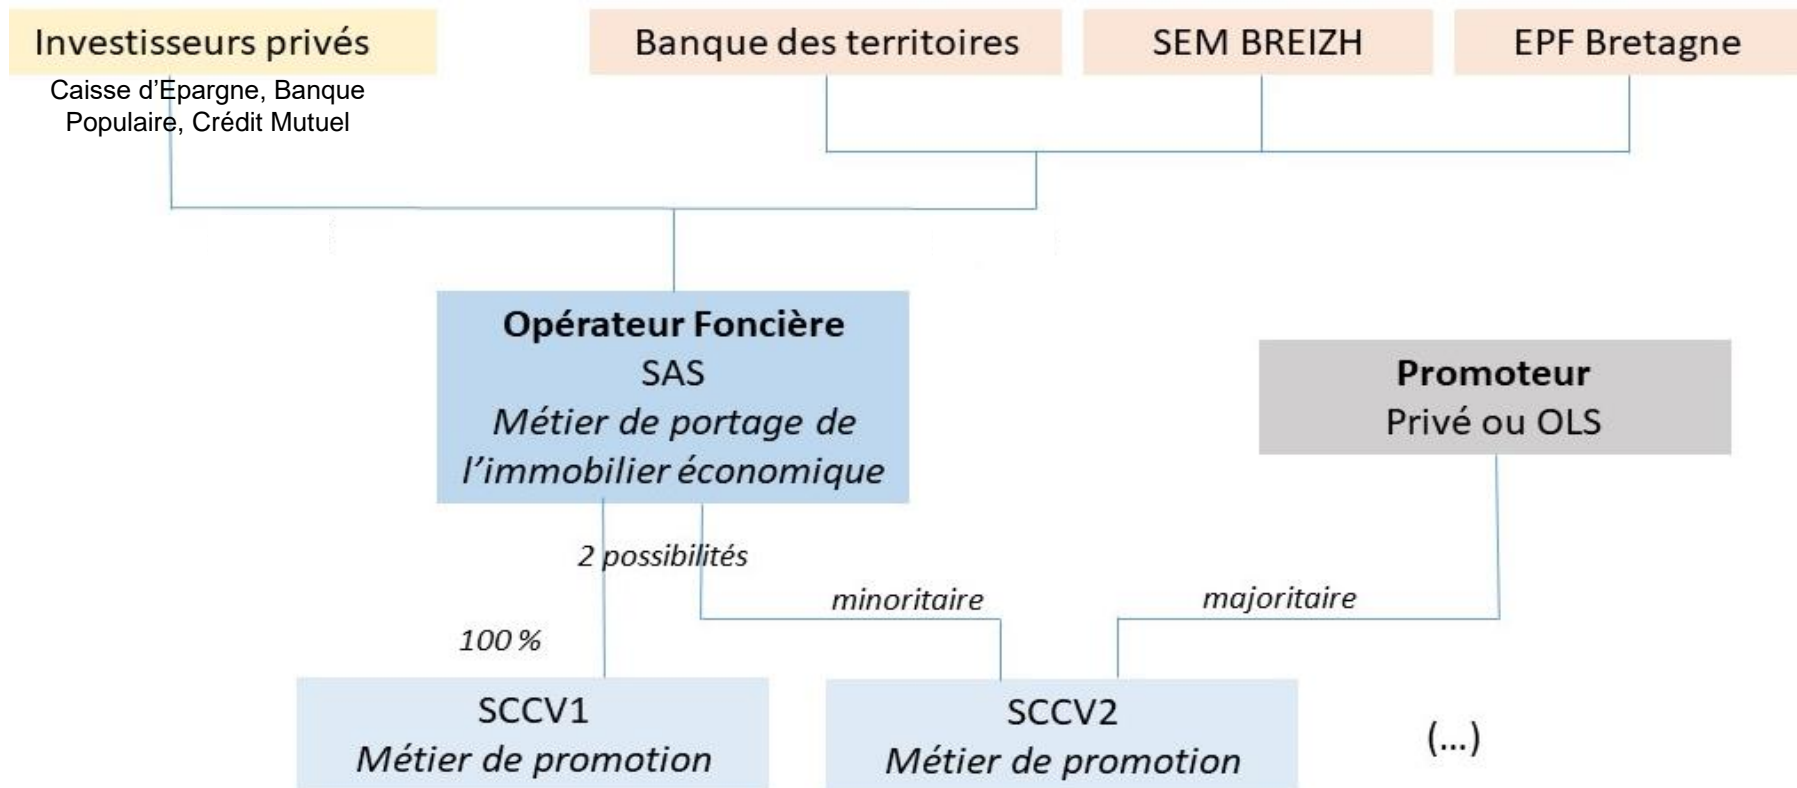 Investisseurs privés
Caisse d’Epargne, Banque
Populaire, Crédit Mutuel
Banque des territoires
SEM BREIZH
EPF Bretagne
Opérateur Foncière
SAS
Métier de portage de
l’immobilier économique
Promoteur
Privé ou OLS
2 possibilités
minoritaire
majoritaire
100 %
SCCV1
Métier de promotion
SCCV2
Métier de promotion
(...)